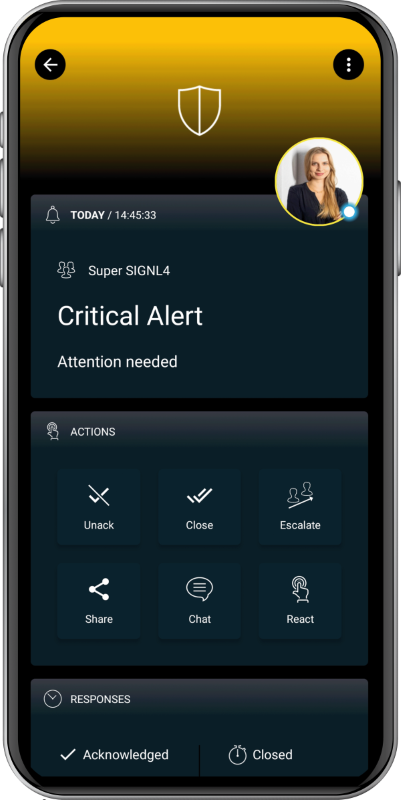 TODAY / 14:45:33
Super SIGNL4
Critical Alert
Attention needed
ACTIONS
Unack
Close
Escalate
Share
Chat
React
RESPONSES
Acknowledged
Closed